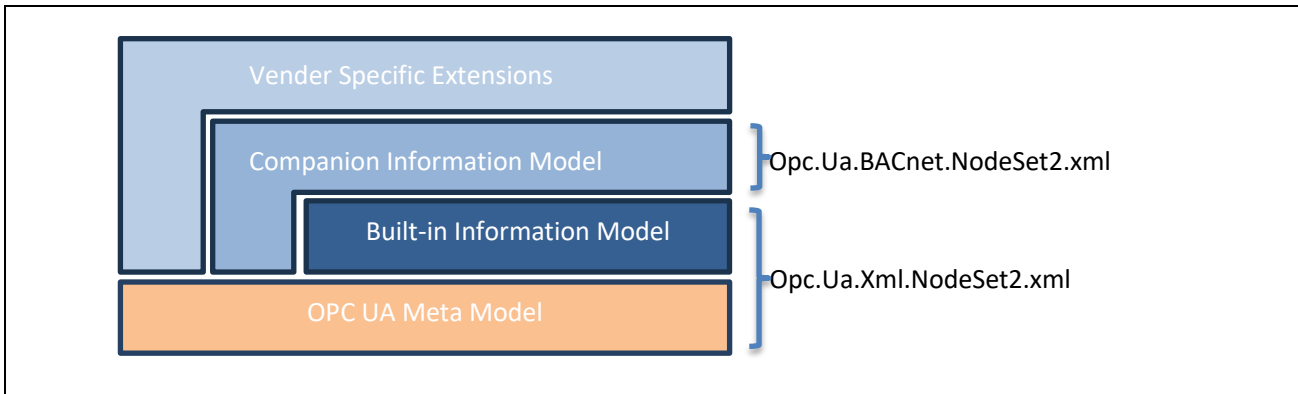 Vender Specific Extensions
Companion Information Model
Opc.Ua.BACnet.NodeSet2.xml
Built-in Information Model
Opc.Ua.Xml.NodeSet2.xml
OPC UA Meta Model